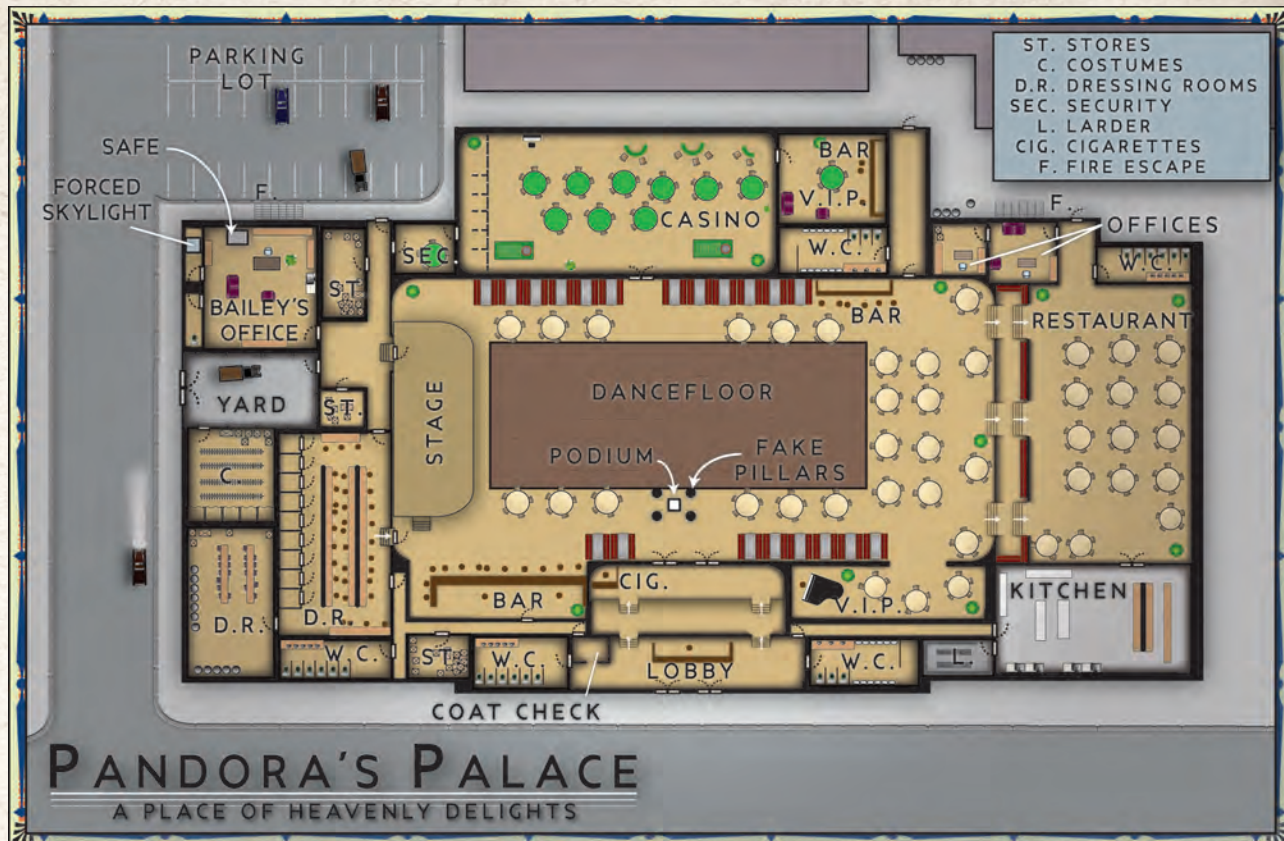 PARKING
LOT
ST. STORES
C. COSTUMES
D.R. DRESSING ROOMS
SEC. SECURITY
L. LARDER
CIG. CIGARETTES
F. FIRE ESCAPE
SAFE
FORCED
SKYLIGHT
F.
BAR
V.I.P.
CASINO
F.
OFFICES
SEC.
W.C.
W.C.
ST.
BAILEY'S
OFFICE
BAR
RESTAURANT
YARD
ST.
STAGE
DANCEFLOOR
PODIUM
FAKE
PILLARS
C.
CIG.
BAR
V.I.P.
KITCHEN
D.R.
D.R.
W.C.
ST.
W.C.
LOBBY
W.C.
L.
COAT CHECK
PANDORA'S PALACE
A PLACE OF HEAVENLY DELIGHTS